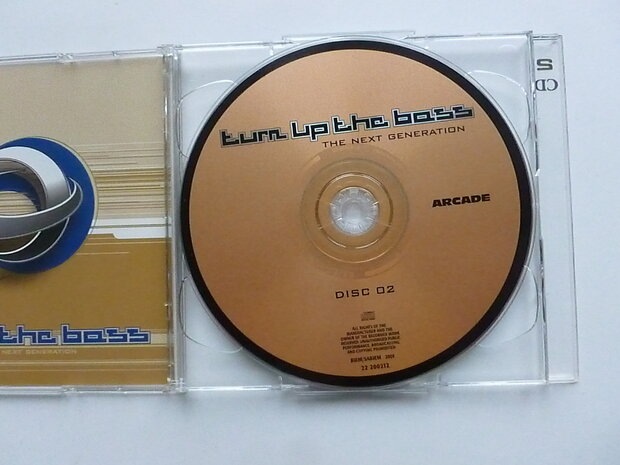 the bass
NEXT GENERATION
turn up the bass
THE NEXT GENERATION
ARCADE
DISC 02
ALL RIGHTS OF THE
MANUFACTURER AND THE
OWNER OF THE RECORDED WORK
RESERVED. UNAUTHORISED PUBLIC
PERFORMANCE, BROADCASTING
AND COPYING PROHIBITED
BIEM/SABAM 2001
22 200212
CD
S